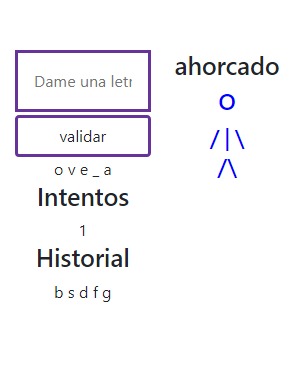 Dame una letr
validar
o v e _ a
Intentos
1
Historial
b s d f g
ahorcado
O
/|\
/\